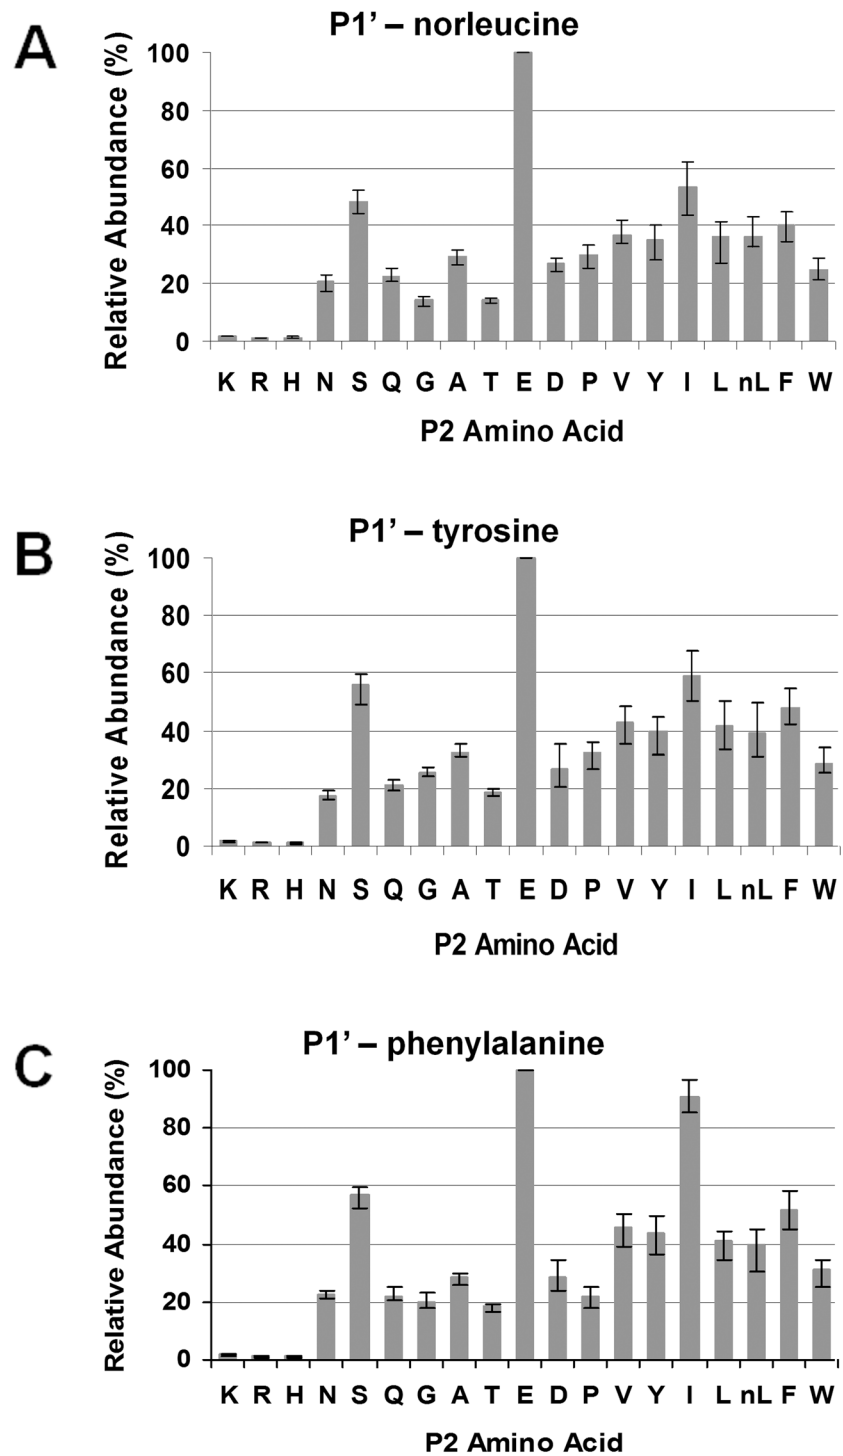 A
P1’ – norleucine
Relative Abundance (%)
100
80
60
40
20
0
K R H N S Q G A T E D P V Y I L nL F W
P2 Amino Acid
B
P1’ – tyrosine
Relative Abundance (%)
100
80
60
40
20
0
K R H N S Q G A T E D P V Y I L nL F W
P2 Amino Acid
C
P1’ – phenylalanine
Relative Abundance (%)
100
80
60
40
20
0
K R H N S Q G A T E D P V Y I L nL F W
P2 Amino Acid